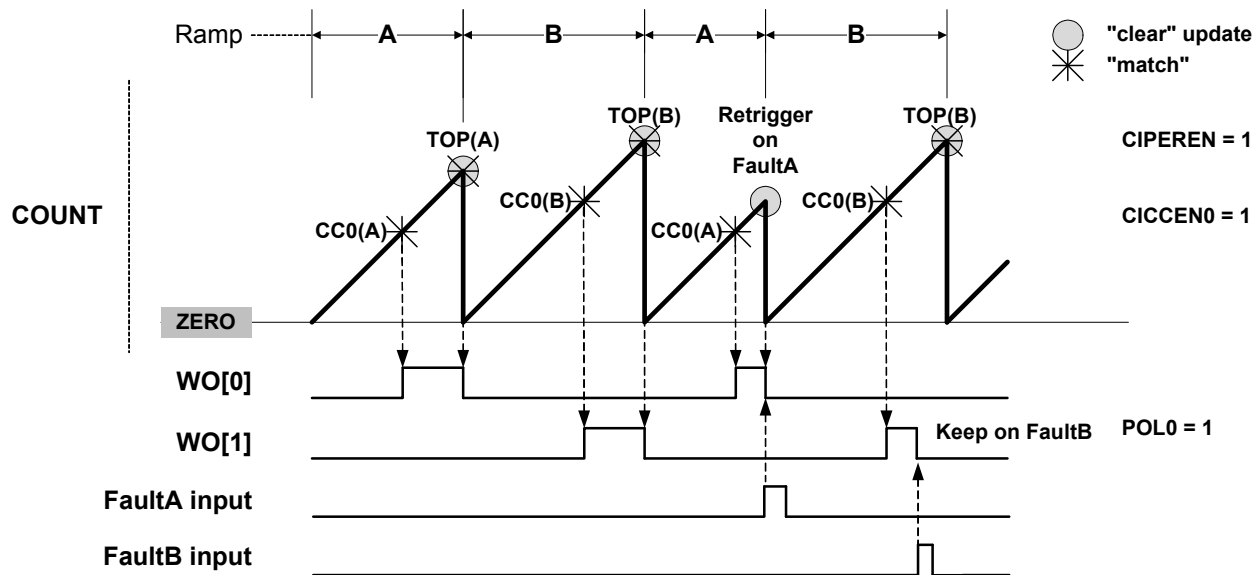 Ramp
A
B
A
B
"clear" update
"match"
TOP(A)
TOP(B)
Retrigger
on
FaultA
TOP(B)
CIPEREN = 1
COUNT
CC0(A)
CC0(B)
CC0(A)
CC0(B)
CICCEN0 = 1
ZERO
WO[0]
WO[1]
Keep on FaultB
POL0 = 1
FaultA input
FaultB input